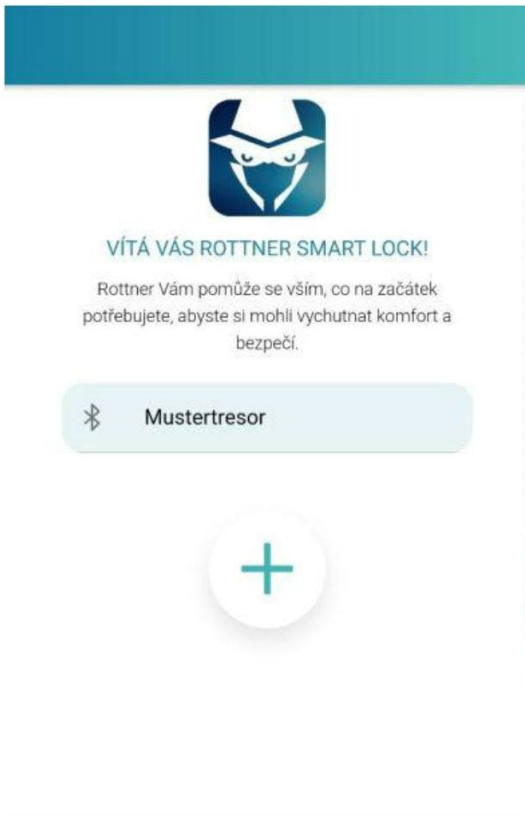 VÍTÁ VÁS ROTTNER SMART LOCK!
Rottner Vám pomůže se vším, co na začátek
potřebujete, abyste si mohli vychutnat komfort a
bezpečí.
Mustertresor